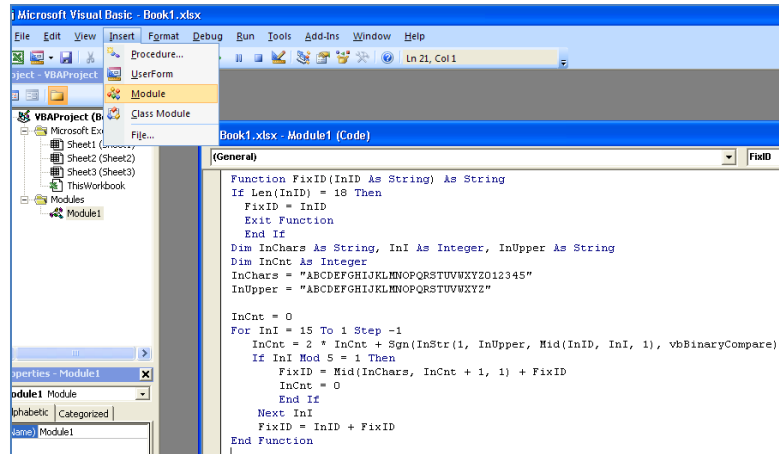 Microsoft Visual Basic - Book1.xlsx
File Edit View Insert Format Debug Run Tools Add-Ins Window Help
Ln 21, Col 1
Procedure...
UserForm
Module
Class Module
File...
oject - VBAProject
VBAProject (B
Microsoft Ex
Sheet1 (Sheet1)
Sheet2 (Sheet2)
Sheet3 (Sheet3)
ThisWorkbook
Modules
Module1
operties - Module1
odule1 Module
lphabetic Categorized
Name) Module1
Book1.xlsx - Module1 (Code)
(General) FixID
Function FixID(InID As String) As String
If Len(InID) = 18 Then
FixID = InID
Exit Function
End If
Dim InChars As String, InI As Integer, InUpper As String
Dim InCnt As Integer
InChars = "ABCDEFGHIJKLMNOPQRSTUVWXYZ012345"
InUpper = "ABCDEFGHIJKLMNOPQRSTUVWXYZ"
InCnt = 0
For InI = 15 To 1 Step -1
InCnt = 2 * InCnt + Sgn(InStr(1, InUpper, Mid(InID, InI, 1), vbBinaryCompare)
If InI Mod 5 = 1 Then
FixID = Mid(InChars, InCnt + 1, 1) + FixID
InCnt = 0
End If
Next InI
FixID = InID + FixID
End Function